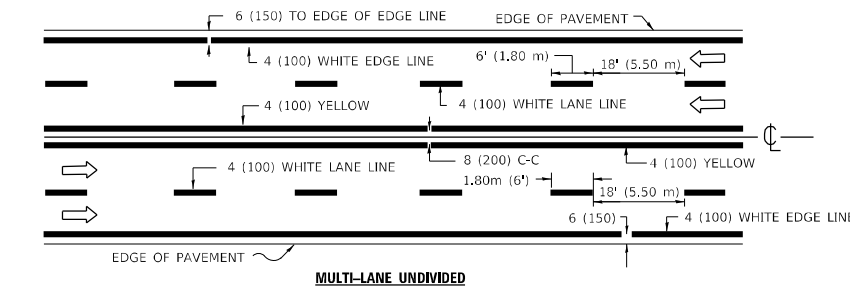 6 (150) TO EDGE OF EDGE LINE
EDGE OF PAVEMENT
4 (100) WHITE EDGE LINE
6' (1.80 m)
18' (5.50 m)
4 (100) YELLOW
4 (100) WHITE LANE LINE
℄
4 (100) WHITE LANE LINE
8 (200) C-C
4 (100) YELLOW
1.80m (6')
18' (5.50 m)
6 (150)
4 (100) WHITE EDGE LINE
EDGE OF PAVEMENT
MULTI-LANE UNDIVIDED